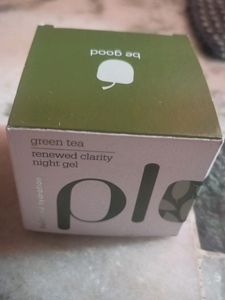 be good
green tea
renewed clarity
night gel
pl